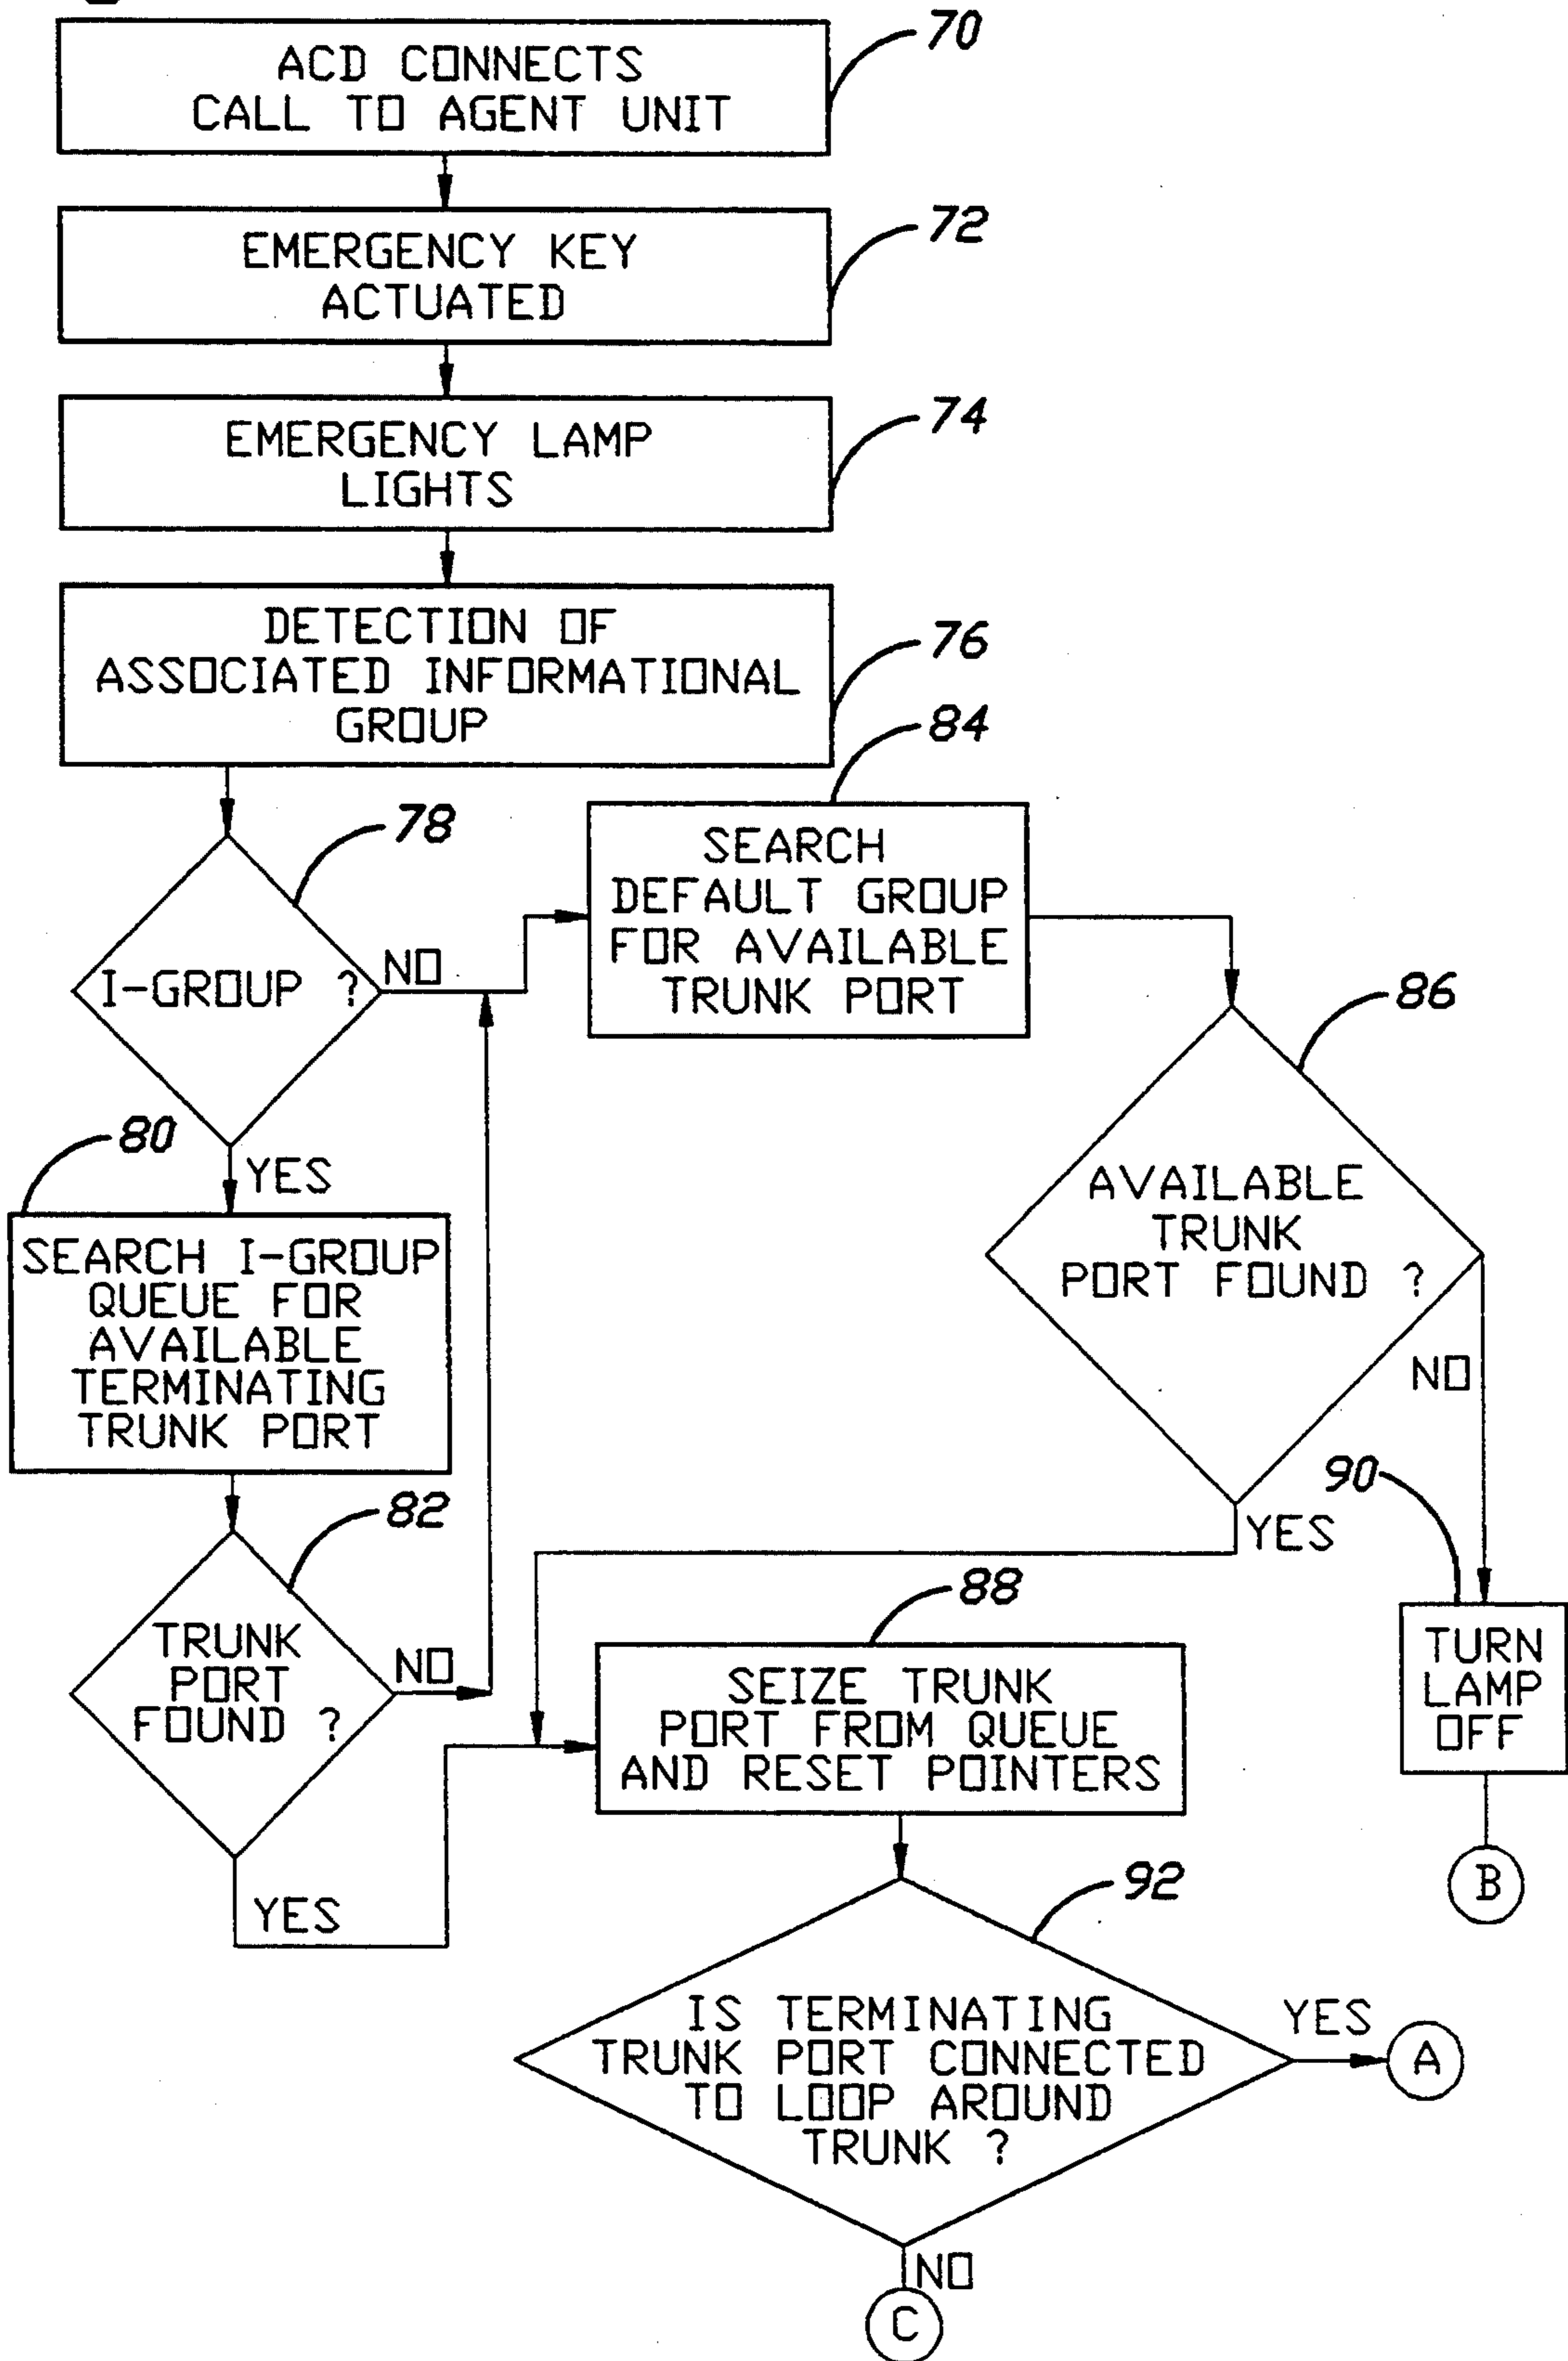 70
ACD CONNECTS
CALL TO AGENT UNIT
72
EMERGENCY KEY
ACTUATED
74
EMERGENCY LAMP
LIGHTS
76
DETECTION OF
ASSOCIATED INFORMATIONAL
GROUP
84
78
SEARCH
DEFAULT GROUP
FOR AVAILABLE
TRUNK PORT
I-GROUP ?
NO
86
80
YES
AVAILABLE
TRUNK
PORT FOUND ?
SEARCH I-GROUP
QUEUE FOR
AVAILABLE
TERMINATING
TRUNK PORT
NO
90
82
YES
88
TRUNK
PORT
FOUND ?
NO
SEIZE TRUNK
PORT FROM QUEUE
AND RESET POINTERS
TURN
LAMP
OFF
YES
92
B
IS TERMINATING
TRUNK PORT CONNECTED
TO LOOP AROUND
TRUNK ?
YES
A
NO
C